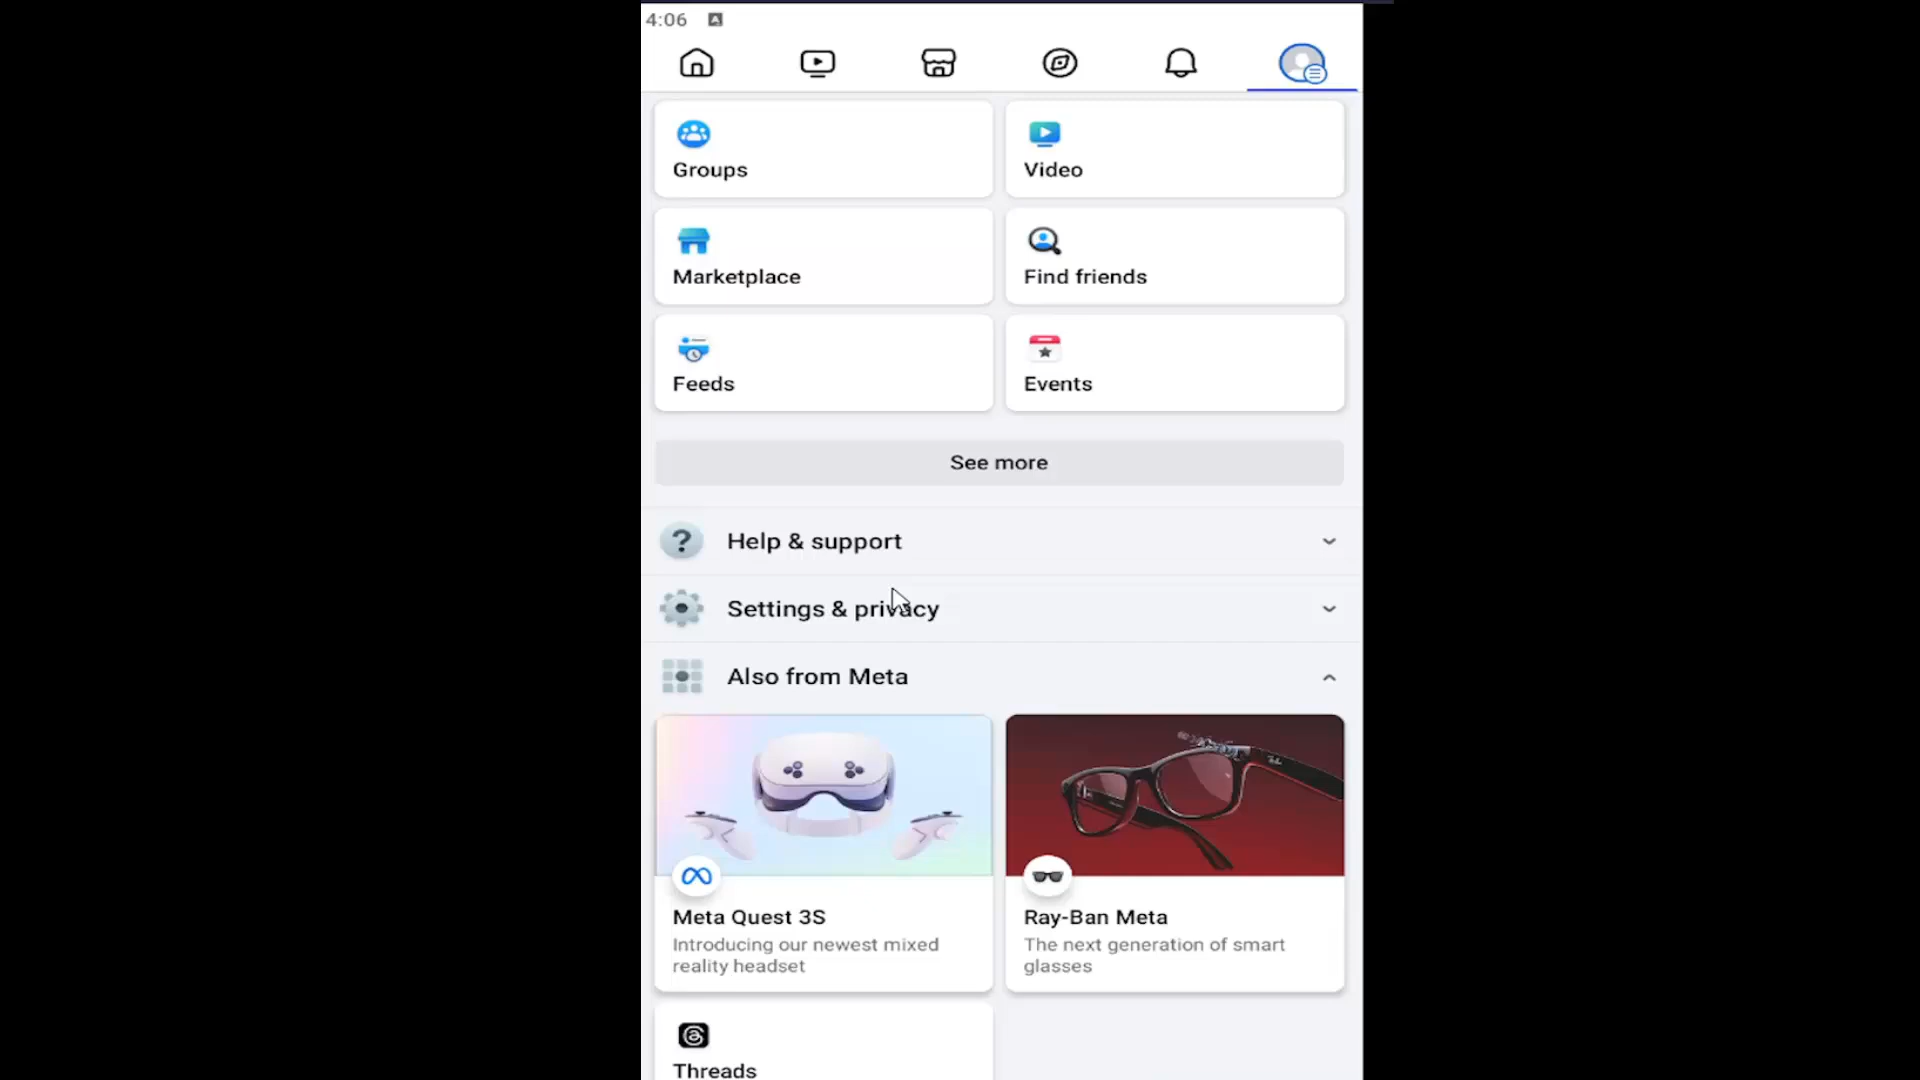 4:06
Groups
Video
Marketplace
Find friends
Feeds
Events
See more
Help & support
Settings & privacy
Also from Meta
Meta Quest 3S
Introducing our newest mixed
reality headset
Ray-Ban Meta
The next generation of smart
glasses
Threads